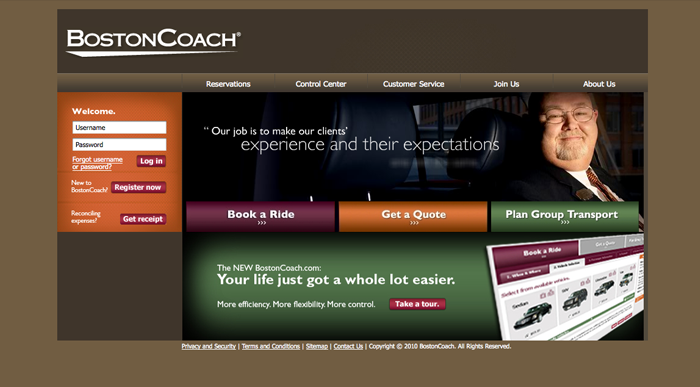 BOSTONCOACH®
Reservations
Control Center
Customer Service
Join Us
About Us
Welcome.
Username
Password
Forgot username
or password?
Log in
New to
BostonCoach?
Register now
Reconciling
expenses?
Get receipt
“ Our job is to make our clients’
experience and their expectations
Book a Ride
›››
Get a Quote
›››
Plan Group Transport
›››
The NEW BostonCoach.com:
Your life just got a whole lot easier.
More efficiency. More flexibility. More control.
Take a tour.
Book a Ride
Get a Quote
1. When & Where
Select from available vehicles.
Sedan
Privacy and Security | Terms and Conditions | Sitemap | Contact Us | Copyright © 2010 BostonCoach. All Rights Reserved.